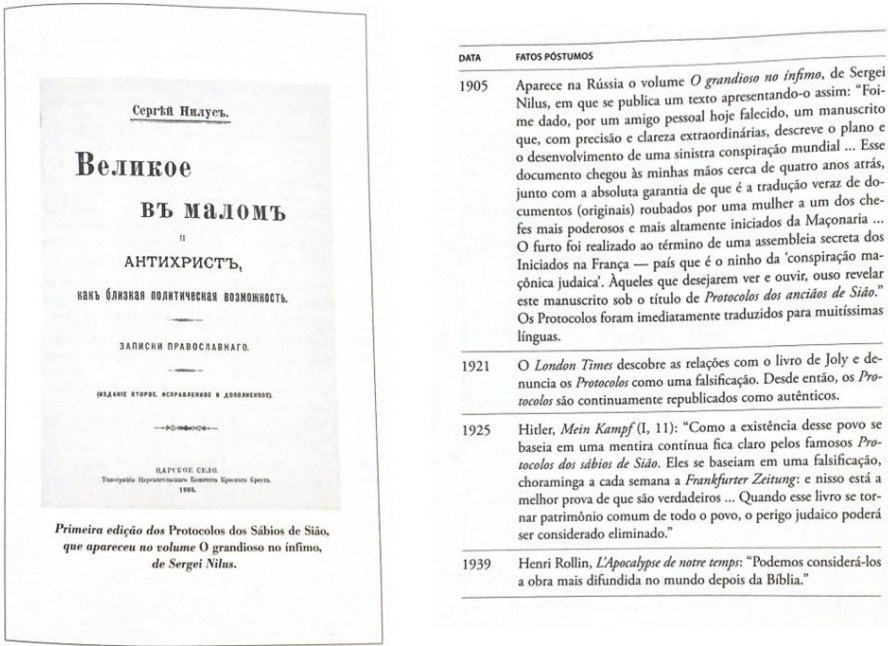 Сергѣй Нилусъ.
Великое
въ маломъ
и
АНТИХРИСТЪ,
какъ близкая политическая возможность.
ЗАПИСКИ ПРАВОСЛАВНАГО.
(ИЗДАНІЕ ВТОРОЕ, ИСПРАВЛЕННОЕ И ДОПОЛНЕННОЕ).
ЦАРСКОЕ СЕЛО.
Типографія Царскосельскаго Комитета Краснаго Креста.
1905.
Primeira edição dos Protocolos dos Sábios de Sião,
que apareceu no volume O grandioso no ínfimo,
de Sergei Nilus.
DATA FATOS PÓSTUMOS
1905 Aparece na Rússia o volume O grandioso no ínfimo, de Sergei
Nilus, em que se publica um texto apresentando-o assim: “Foi-
me dado, por um amigo pessoal hoje falecido, um manuscrito
que, com precisão e clareza extraordinárias, descreve o plano e
o desenvolvimento de uma sinistra conspiração mundial ... Esse
documento chegou às minhas mãos cerca de quatro anos atrás,
junto com a absoluta garantia de que é a tradução veraz de do-
cumentos (originais) roubados por uma mulher a um dos che-
fes mais poderosos e mais altamente iniciados da Maçonaria ...
O furto foi realizado ao término de uma assembleia secreta dos
Iniciados na França — país que é o ninho da ‘conspiração ma-
çônica judaica’. Àqueles que desejarem ver e ouvir, ouso revelar
este manuscrito sob o título de Protocolos dos anciãos de Sião.”
Os Protocolos foram imediatamente traduzidos para muitíssimas
línguas.
1921 O London Times descobre as relações com o livro de Joly e de-
nuncia os Protocolos como uma falsificação. Desde então, os Pro-
tocolos são continuamente republicados como autênticos.
1925 Hitler, Mein Kampf (I, 11): “Como a existência desse povo se
baseia em uma mentira contínua fica claro pelos famosos Pro-
tocolos dos sábios de Sião. Eles se baseiam em uma falsificação,
choraminga a cada semana a Frankfurter Zeitung: e nisso está a
melhor prova de que são verdadeiros ... Quando esse livro se tor-
nar patrimônio comum de todo o povo, o perigo judaico poderá
ser considerado eliminado.”
1939 Henri Rollin, L’Apocalypse de notre temps: “Podemos considerá-los
a obra mais difundida no mundo depois da Bíblia.”